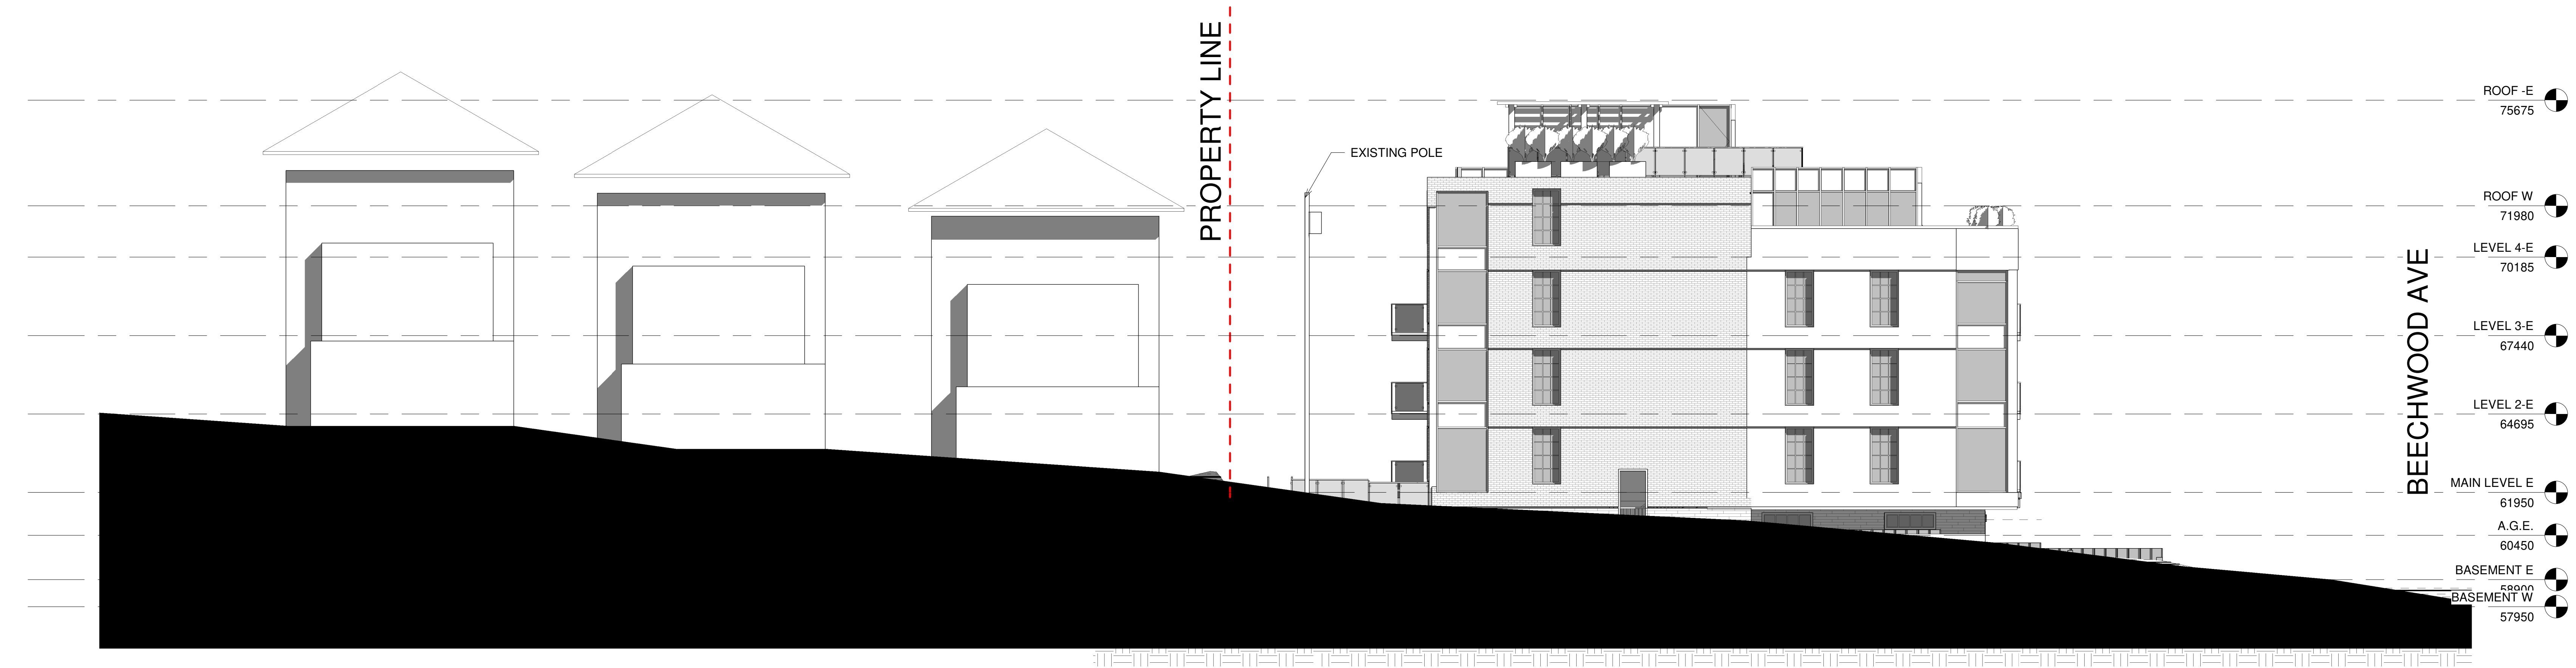 PROPERTY LINE
EXISTING POLE
BEECHWOOD AVE
ROOF -E
75675
ROOF W
71980
LEVEL 4-E
70185
LEVEL 3-E
67440
LEVEL 2-E
64695
MAIN LEVEL E
61950
A.G.E.
60450
BASEMENT E
58900
BASEMENT W
57950